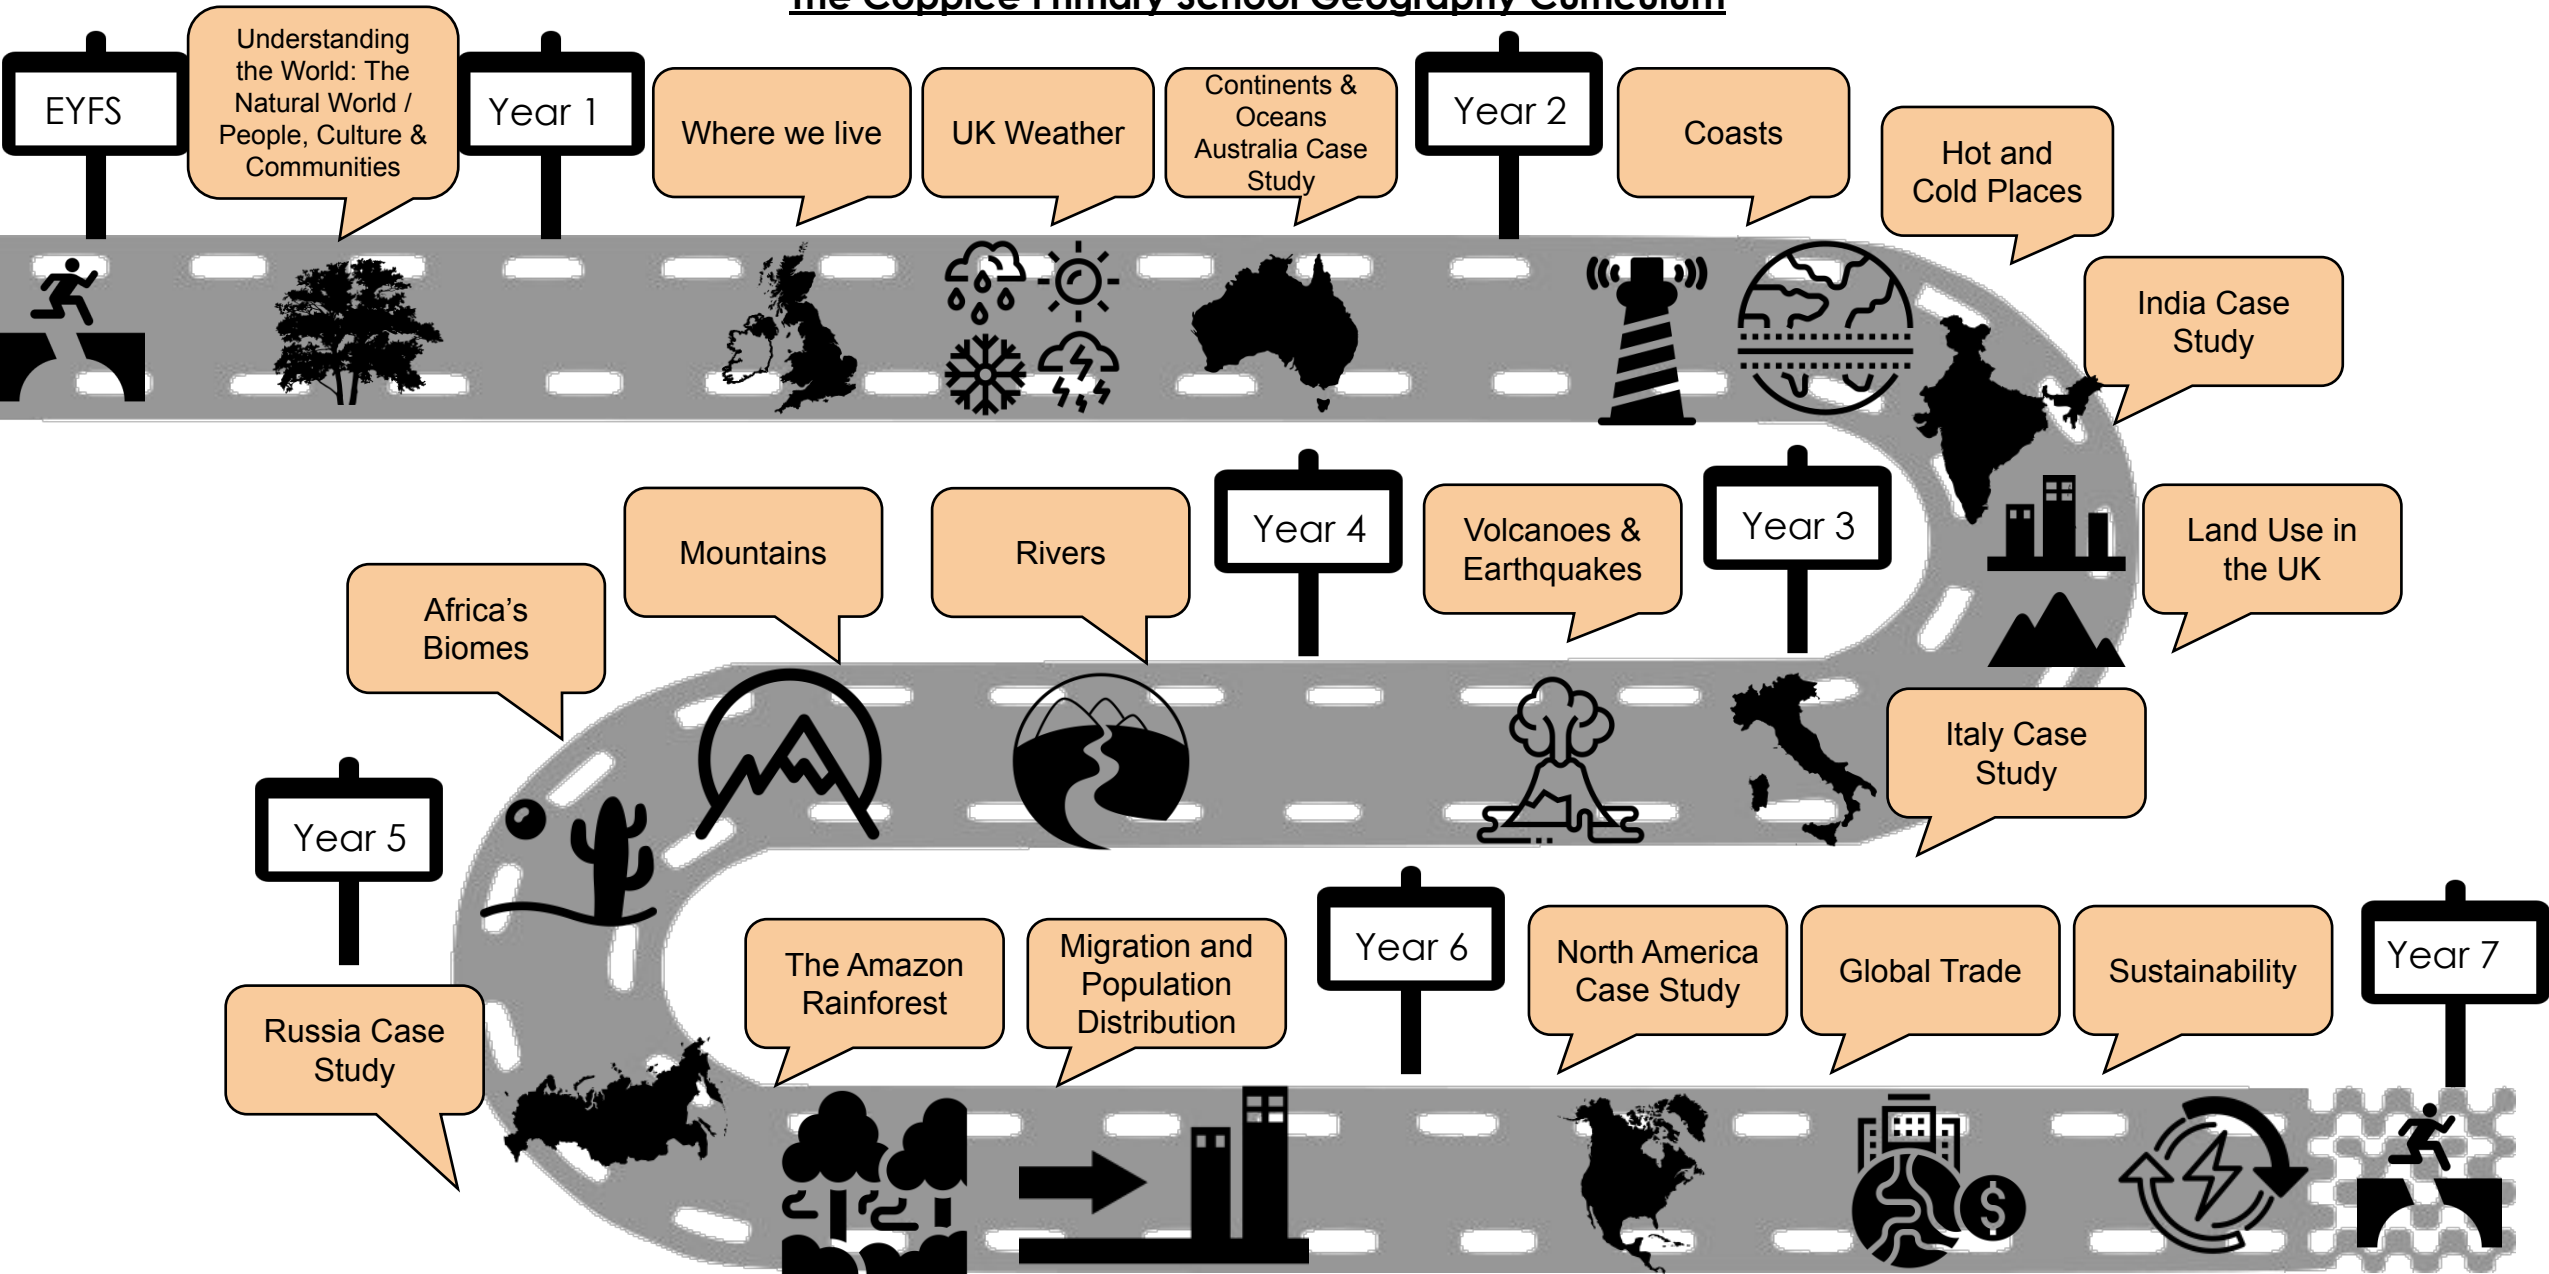 The Coppice Primary School Geography Curriculum
EYFS
Understanding
the World: The
Natural World /
People, Culture &
Communities
Year 1
Where we live
UK Weather
Continents &
Oceans
Australia Case
Study
Year 2
Coasts
Hot and
Cold Places
India Case
Study
Land Use in
the UK
Year 3
Italy Case
Study
Volcanoes &
Earthquakes
Year 4
Rivers
Mountains
Africa’s
Biomes
Year 5
Russia Case
Study
The Amazon
Rainforest
Migration and
Population
Distribution
Year 6
North America
Case Study
Global Trade
$
Sustainability
Year 7